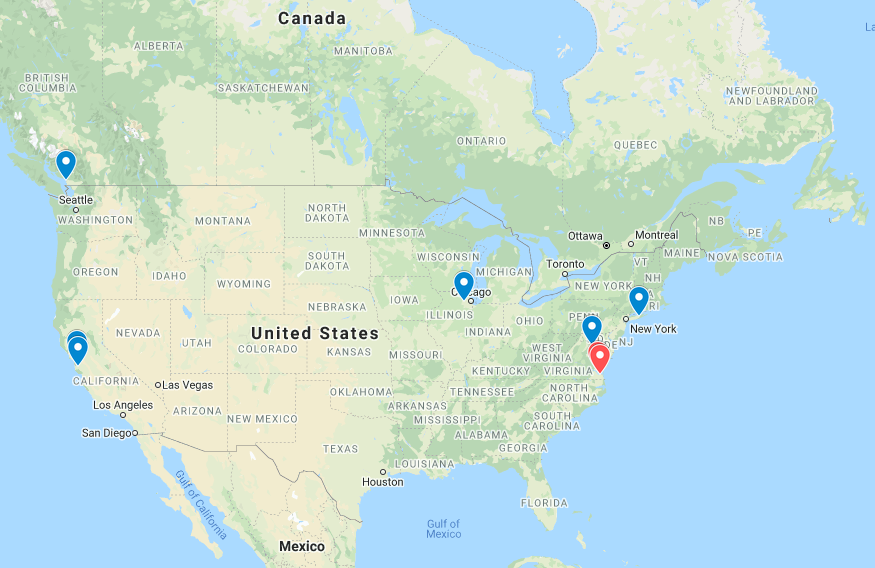 Canada
La
ALBERTA
MANITOBA
BRITISH
COLUMBIA
SASKATCHEWAN
NEWFOUNDLAND
AND LABRADOR
ONTARIO
QUEBEC
Seattle
WASHINGTON
MONTANA
NORTH
DAKOTA
MINNESOTA
Ottawa
Montreal
NB
PE
MAINE
NOVA SCOTIA
VT
NH
OREGON
IDAHO
WYOMING
SOUTH
DAKOTA
WISCONSIN
MICHIGAN
Toronto
NEW YORK
IOWA
RI
NEBRASKA
ILLINOIS
INDIANA
OHIO
PENN
New York
NJ
DE
United States
NEVADA
UTAH
COLORADO
KANSAS
MISSOURI
WEST
VIRGINIA
KENTUCKY
VIRGINIA
CALIFORNIA
Las Vegas
Los Angeles
San Diego
ARIZONA
NEW MEXICO
OKLAHOMA
ARKANSAS
TENNESSEE
NORTH
CAROLINA
MISSISSIPPI
SOUTH
CAROLINA
ALABAMA
GEORGIA
TEXAS
LOUISIANA
Houston
FLORIDA
Gulf of California
Gulf of
Mexico
Mexico